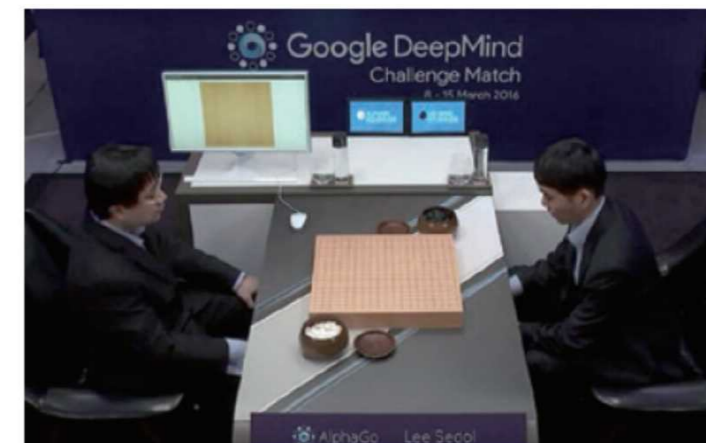 Google DeepMind
Challenge Match
8 - 15 March 2016
AlphaGo
Lee Sedol